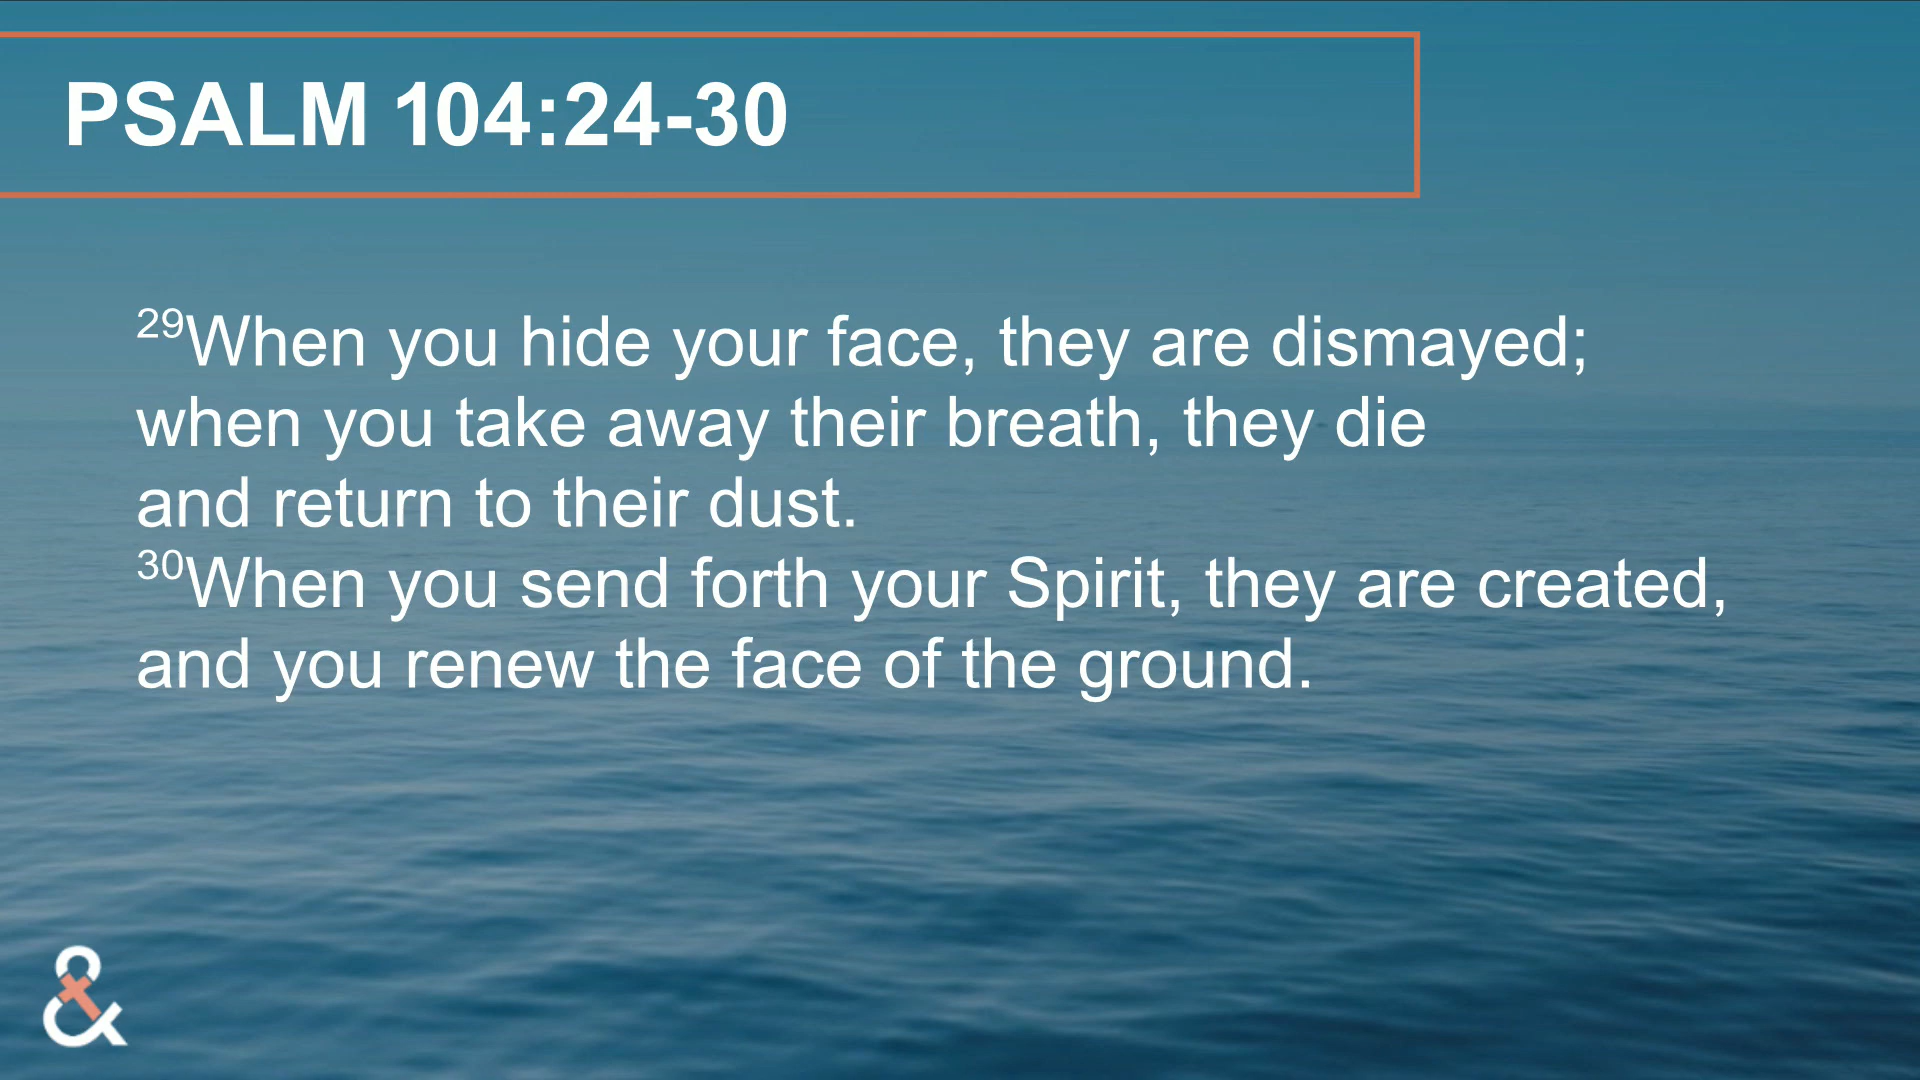 PSALM 104:24-30
29When you hide your face, they are dismayed;
when you take away their breath, they die
and return to their dust.
30When you send forth your Spirit, they are created,
and you renew the face of the ground.
&